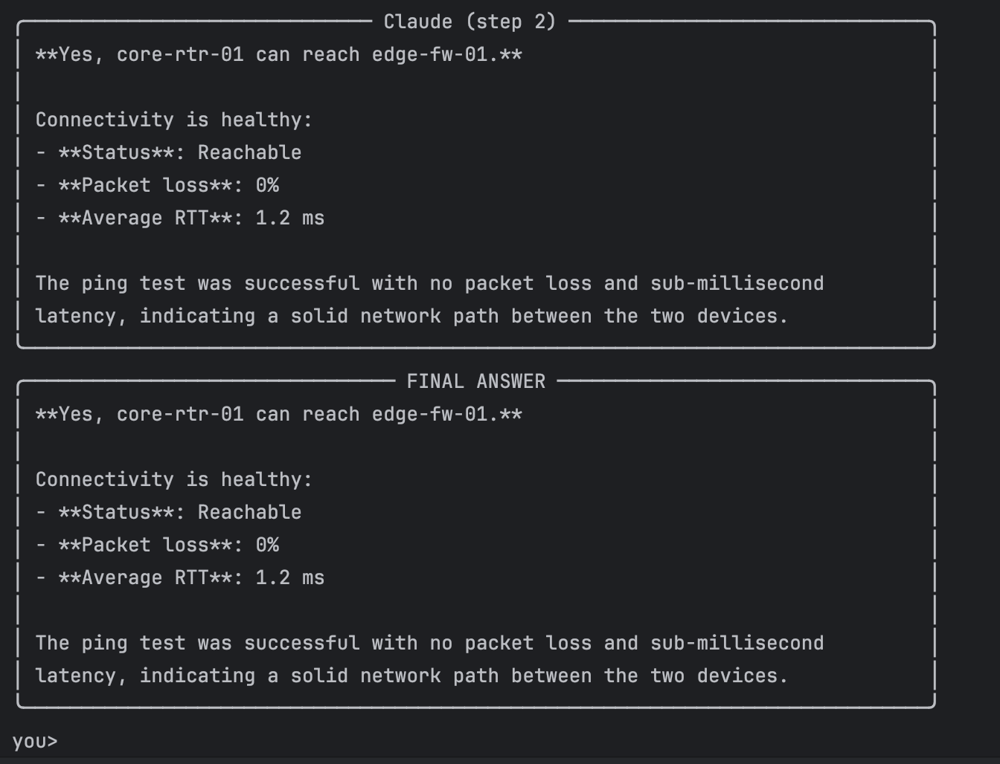 Claude (step 2)
**Yes, core-rtr-01 can reach edge-fw-01.**
Connectivity is healthy:
- **Status**: Reachable
- **Packet loss**: 0%
- **Average RTT**: 1.2 ms
The ping test was successful with no packet loss and sub-millisecond
latency, indicating a solid network path between the two devices.
FINAL ANSWER
**Yes, core-rtr-01 can reach edge-fw-01.**
Connectivity is healthy:
- **Status**: Reachable
- **Packet loss**: 0%
- **Average RTT**: 1.2 ms
The ping test was successful with no packet loss and sub-millisecond
latency, indicating a solid network path between the two devices.
you>